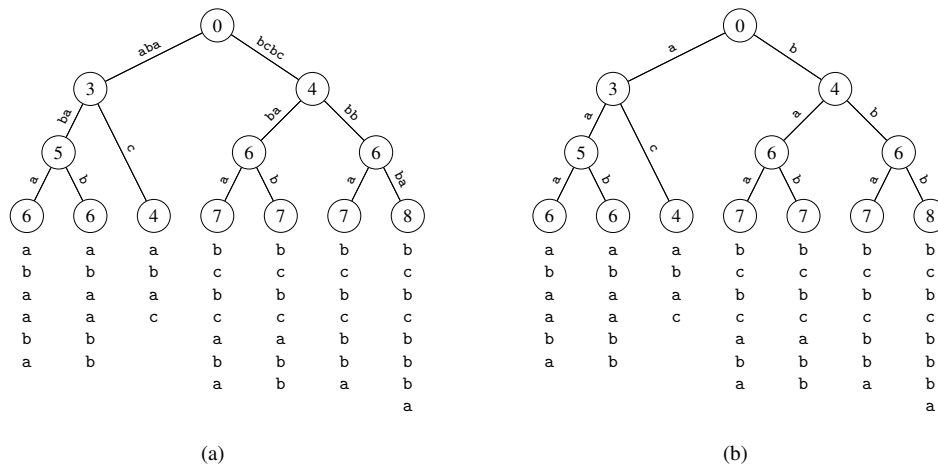 0 0
aba bcbc a b
3 4 3 4
ba c ba bb a c a b
5 6 6 5 6 6
a b a b a ba a b a b a b
6 6 4 7 7 7 8 6 6 4 7 7 7 8
a a a b b b b a a a b b b b
b b b c c c c b b b c c c c
a a a b b b b a a a b b b b
a a c c c c c a a c c c c c
b b a a b b b b a a b b
a b b b b b a b b b b b
a b a b a b a b
a a
(a) (b)